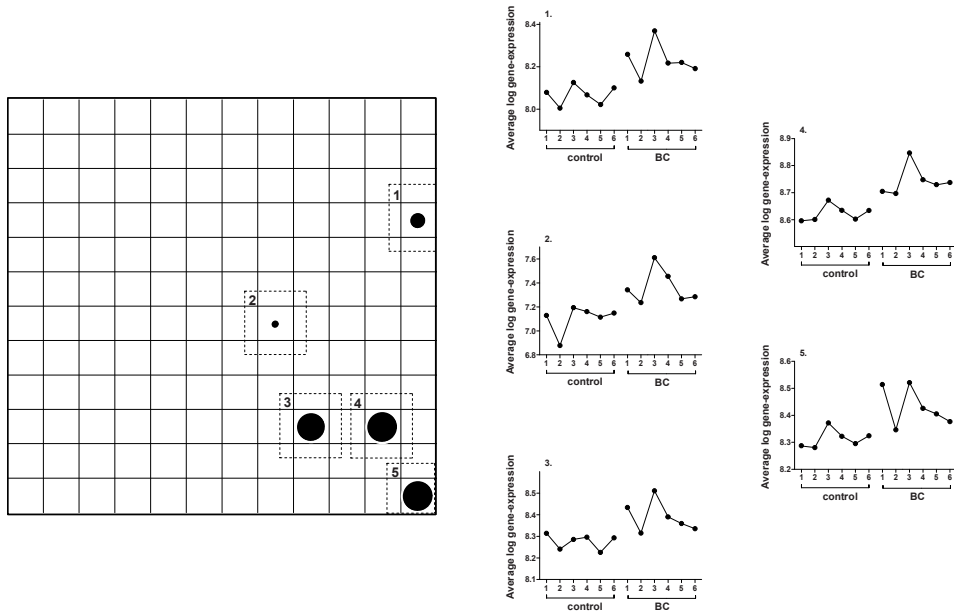 1
2
3
4
5
1.
Average log gene-expression
8.4
8.2
8.0
1 2 3 4 5 6 1 2 3 4 5 6
control BC
2.
Average log gene-expression
7.6
7.4
7.2
7.0
6.8
1 2 3 4 5 6 1 2 3 4 5 6
control BC
3.
Average log gene-expression
8.5
8.4
8.3
8.2
8.1
1 2 3 4 5 6 1 2 3 4 5 6
control BC
4.
Average log gene-expression
8.9
8.8
8.7
8.6
1 2 3 4 5 6 1 2 3 4 5 6
control BC
5.
Average log gene-expression
8.6
8.5
8.4
8.3
8.2
1 2 3 4 5 6 1 2 3 4 5 6
control BC